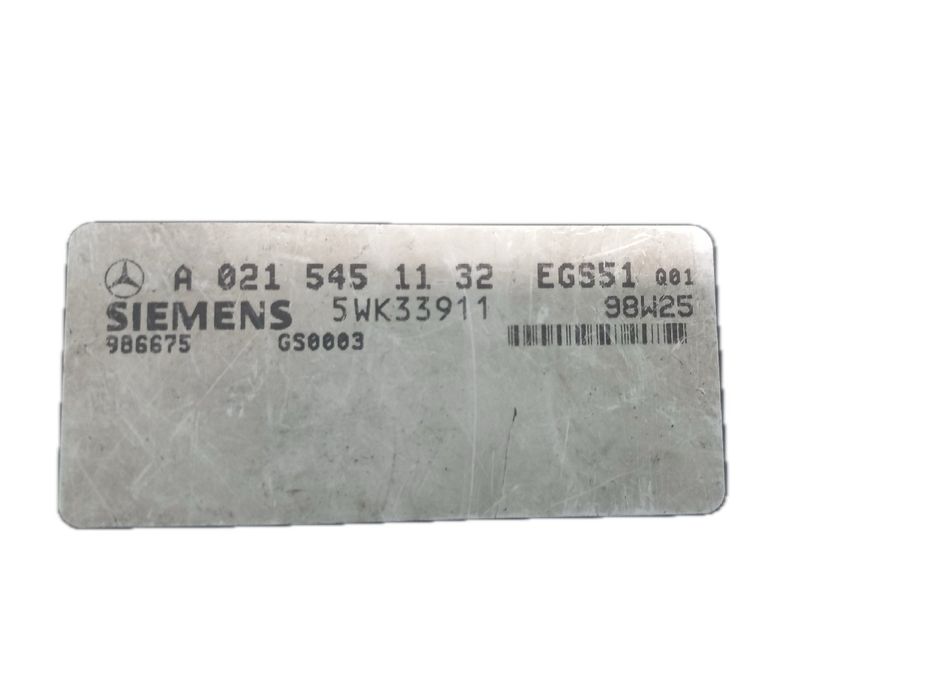 A 021 545 11 32 EGS51 Q01
SIEMENS 5WK33911 98W25
986675 GS0003